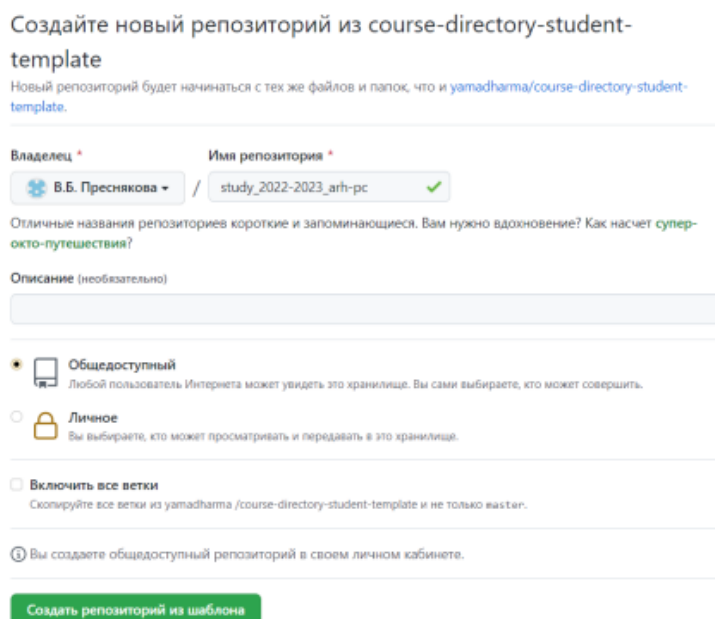 Создайте новый репозиторий из course-directory-student-
template
Новый репозиторий будет начинаться с тех же файлов и папок, что и yamadharma/course-directory-student-
template.
Владелец * Имя репозитория *
В.Б. Преснякова / study_2022-2023_arh-pc
Отличные названия репозиториев короткие и запоминающиеся. Вам нужно вдохновение? Как насчет супер-
окто-путешествия?
Описание (необязательно)
Общедоступный
Любой пользователь Интернета может увидеть это хранилище. Вы сами выбираете, кто может совершить.
Личное
Вы выбираете, кто может просматривать и передавать в это хранилище.
Включить все ветки
Скопируйте все ветки из yamadharma /course-directory-student-template и не только master.
Вы создаете общедоступный репозиторий в своем личном кабинете.
Создать репозиторий из шаблона